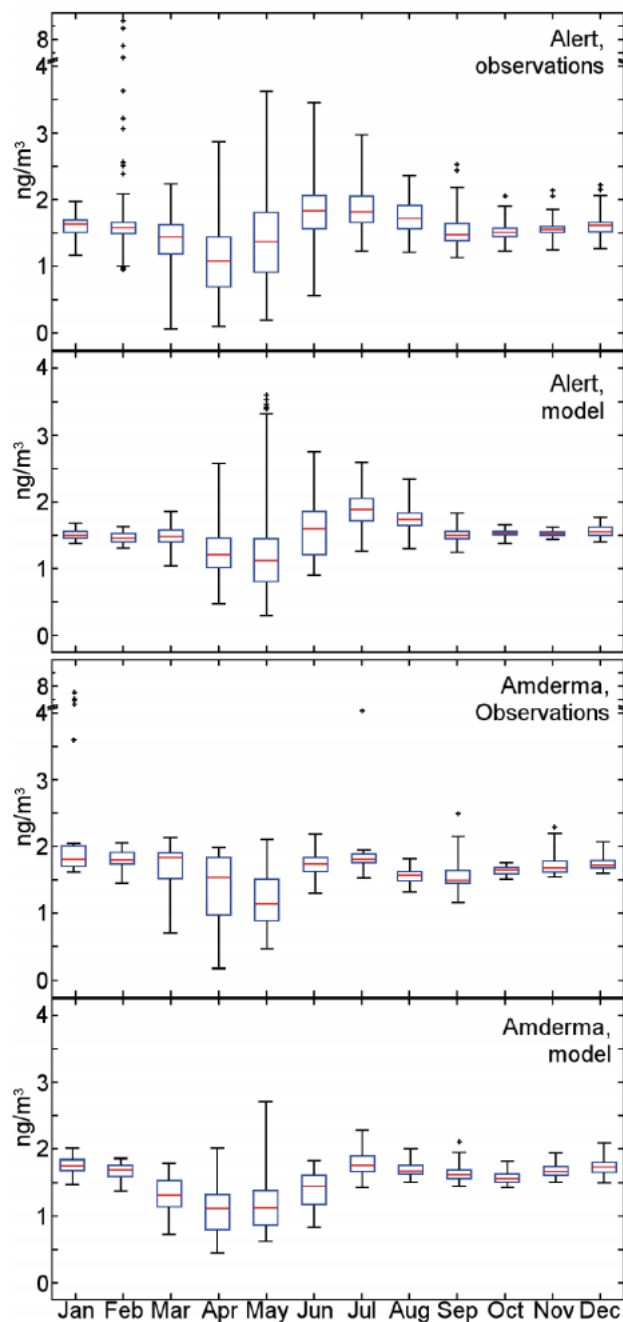 8
4
3
2
1
0
ng/m³
Alert,
observations
4
3
2
1
0
ng/m³
Alert,
model
8
4
3
2
1
0
ng/m³
Amderma,
Observations
4
3
2
1
0
ng/m³
Amderma,
model
Jan Feb Mar Apr May Jun Jul Aug Sep Oct Nov Dec